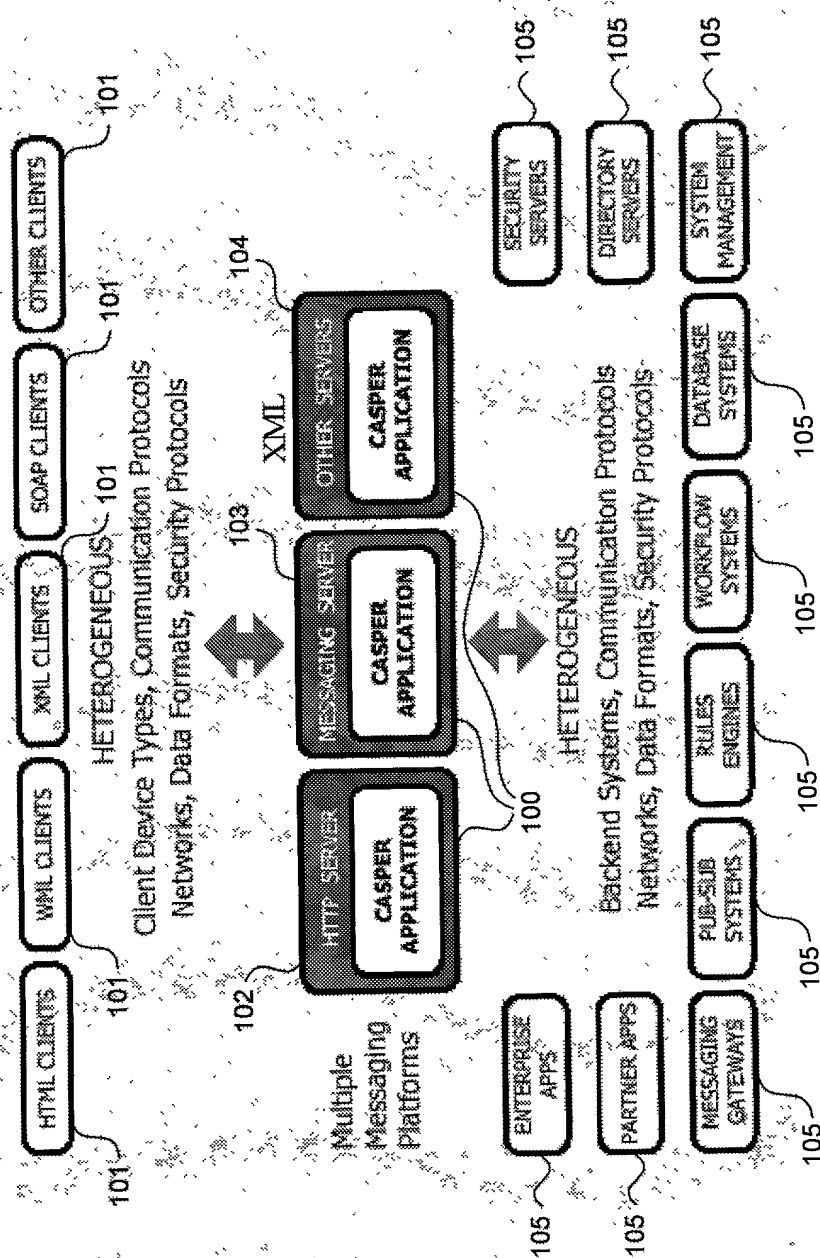 HTML CLIENTS
WML CLIENTS
XML CLIENTS
SOAP CLIENTS
OTHER CLIENTS
101
101
101
101
101
HETEROGENEOUS
Client Device Types, Communication Protocols
Networks, Data Formats, Security Protocols
Multiple
Messaging
Platforms
102
HTTP SERVER
CASPER
APPLICATION
103
MESSAGING SERVER
CASPER
APPLICATION
XML
104
OTHER SERVERS
CASPER
APPLICATION
100
HETEROGENEOUS
Backend Systems, Communication Protocols
Networks, Data Formats, Security Protocols
ENTERPRISE
APPS
105
PARTNER APPS
105
MESSAGING
GATEWAYS
105
PUB-SUB
SYSTEMS
105
RULES
ENGINES
105
WORKFLOW
SYSTEMS
105
DATABASE
SYSTEMS
105
SECURITY
SERVERS
105
DIRECTORY
SERVERS
105
SYSTEM
MANAGEMENT
105